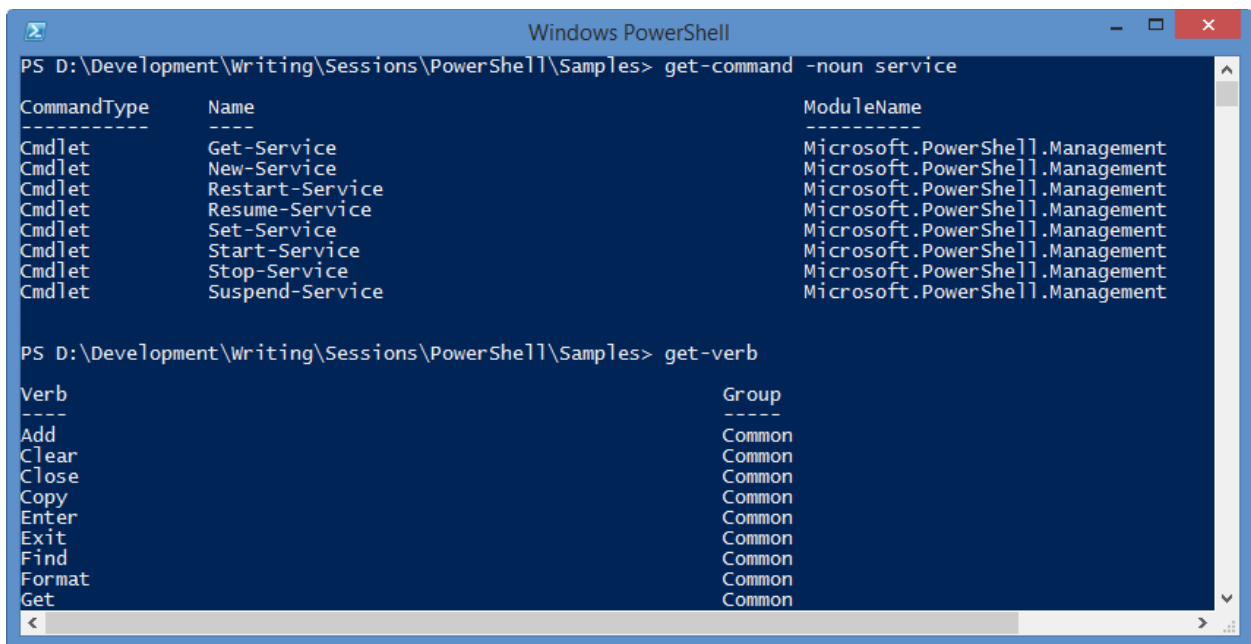 Windows PowerShell
PS D:\Development\Writing\Sessions\PowerShell\Samples> get-command -noun service
CommandType Name ModuleName
----------- ---- ----------
Cmdlet Get-Service Microsoft.PowerShell.Management
Cmdlet New-Service Microsoft.PowerShell.Management
Cmdlet Restart-Service Microsoft.PowerShell.Management
Cmdlet Resume-Service Microsoft.PowerShell.Management
Cmdlet Set-Service Microsoft.PowerShell.Management
Cmdlet Start-Service Microsoft.PowerShell.Management
Cmdlet Stop-Service Microsoft.PowerShell.Management
Cmdlet Suspend-Service Microsoft.PowerShell.Management
PS D:\Development\Writing\Sessions\PowerShell\Samples> get-verb
Verb Group
---- -----
Add Common
Clear Common
Close Common
Copy Common
Enter Common
Exit Common
Find Common
Format Common
Get Common